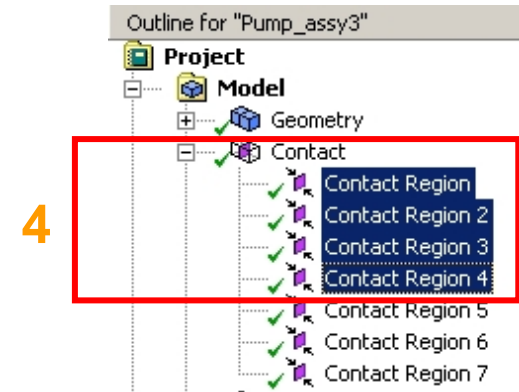 Outline for "Pump_assy3"
Project
Model
Geometry
Contact
Contact Region
Contact Region 2
4
Contact Region 3
Contact Region 4
Contact Region 5
Contact Region 6
Contact Region 7